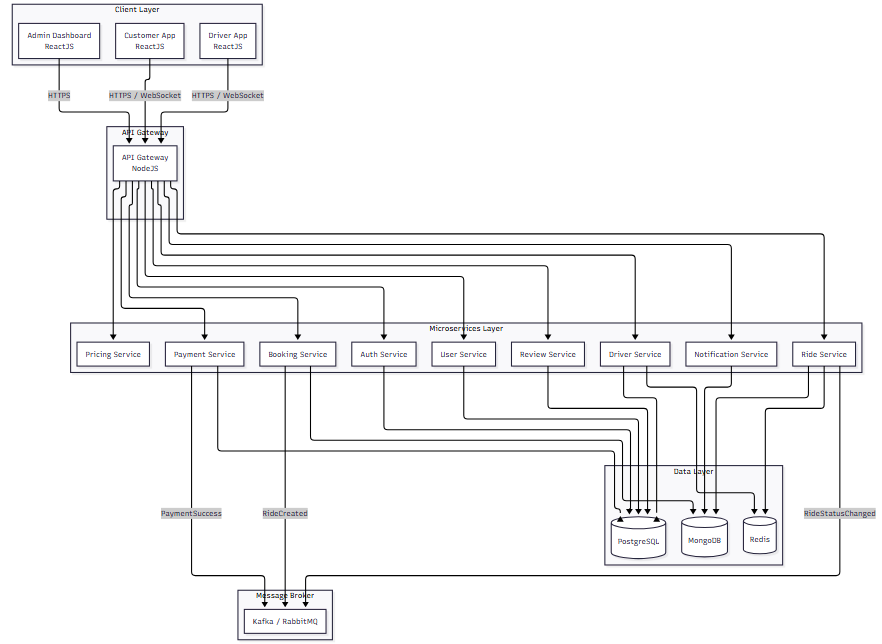 Client Layer
Admin Dashboard
ReactJS
Customer App
ReactJS
Driver App
ReactJS
HTTPS
HTTPS / WebSocket
HTTPS / WebSocket
API Gateway
API Gateway
NodeJS
Microservices Layer
Pricing Service
Payment Service
Booking Service
Auth Service
User Service
Review Service
Driver Service
Notification Service
Ride Service
Data Layer
PaymentSuccess
RideCreated
RideStatusChanged
PostgreSQL
MongoDB
Redis
Message Broker
Kafka / RabbitMQ